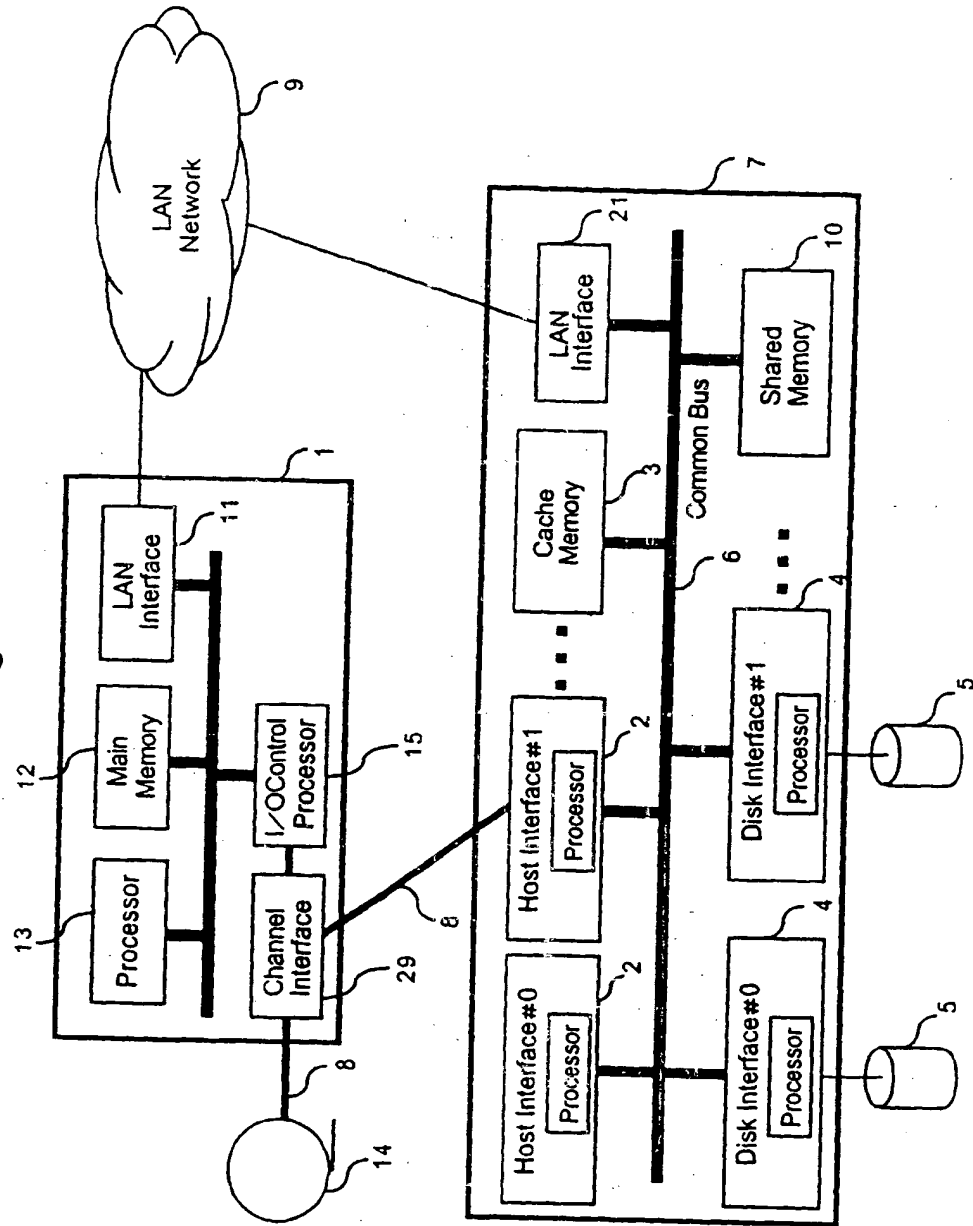 LAN
Network
9
1
12
13
Processor
Main
Memory
LAN
Interface
11
Channel
Interface
I/OControl
Processor
15
29
8
14
8
7
Host Interface#0
Processor
2
Host Interface#1
Processor
2
Cache
Memory
3
LAN
Interface
21
6
Common Bus
Disk Interface#0
Processor
4
Disk Interface#1
Processor
4
Shared
Memory
10
5
5